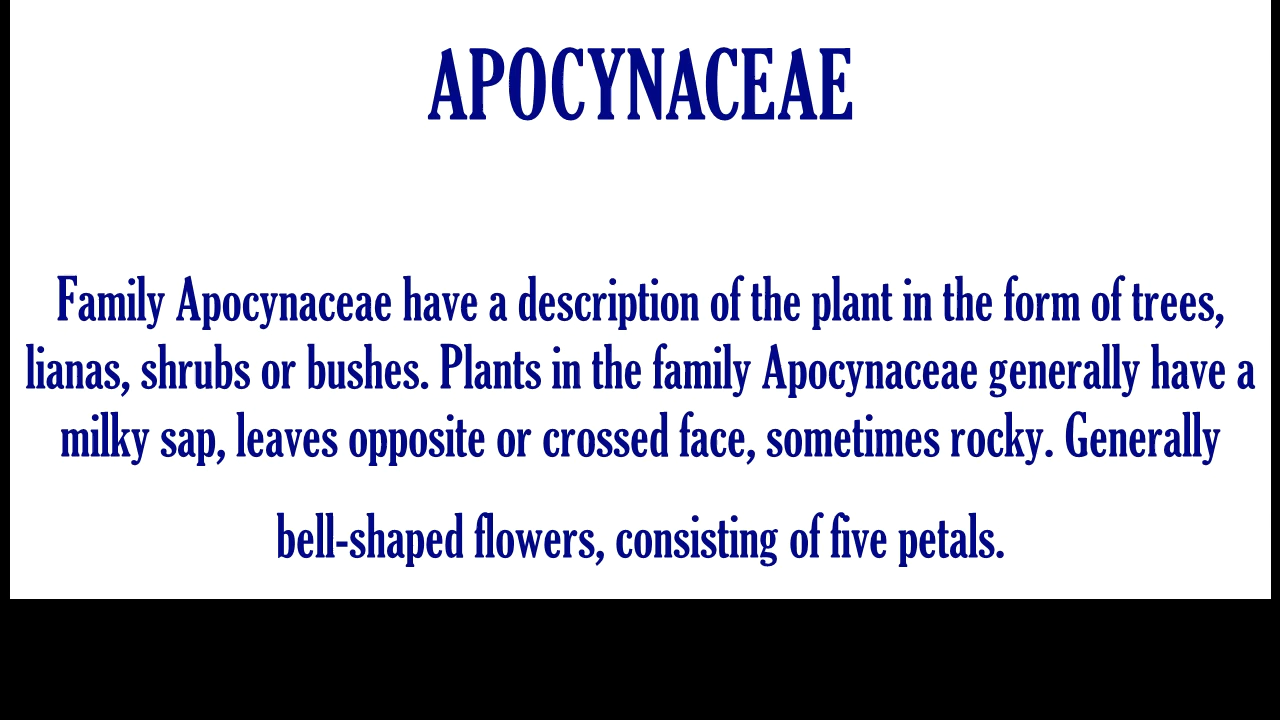 APOCYNACEAE
Family Apocynaceae have a description of the plant in the form of trees,
lianas, shrubs or bushes. Plants in the family Apocynaceae generally have a
milky sap, leaves opposite or crossed face, sometimes rocky. Generally
bell-shaped flowers, consisting of five petals.